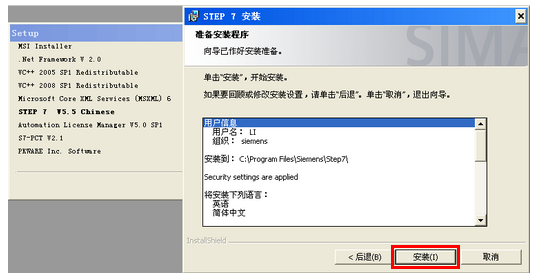 Setup
MSI Installer
.Net Framework V 2.0
VC++ 2005 SP1 Redistributable
VC++ 2008 SP1 Redistributable
Microsoft Core XML Services (MSXML) 6
STEP 7 V5.5 Chinese
Automation License Manager V5.0 SP1
S7-PCT V2.1
PKWARE Inc. Software
STEP 7 安装
准备安装程序
向导已作好安装准备。
SIMA
单击“安装”，开始安装。
如果要回顾或修改安装设置，请单击“后退”。单击“取消”，退出向导。
用户信息
用户名： LI
组织： siemens
安装到： C:\Program Files\Siemens\Step7\
Security settings are applied
将安装下列语言：
英语
简体中文
InstallShield
< 后退(B)
安装(I)
取消